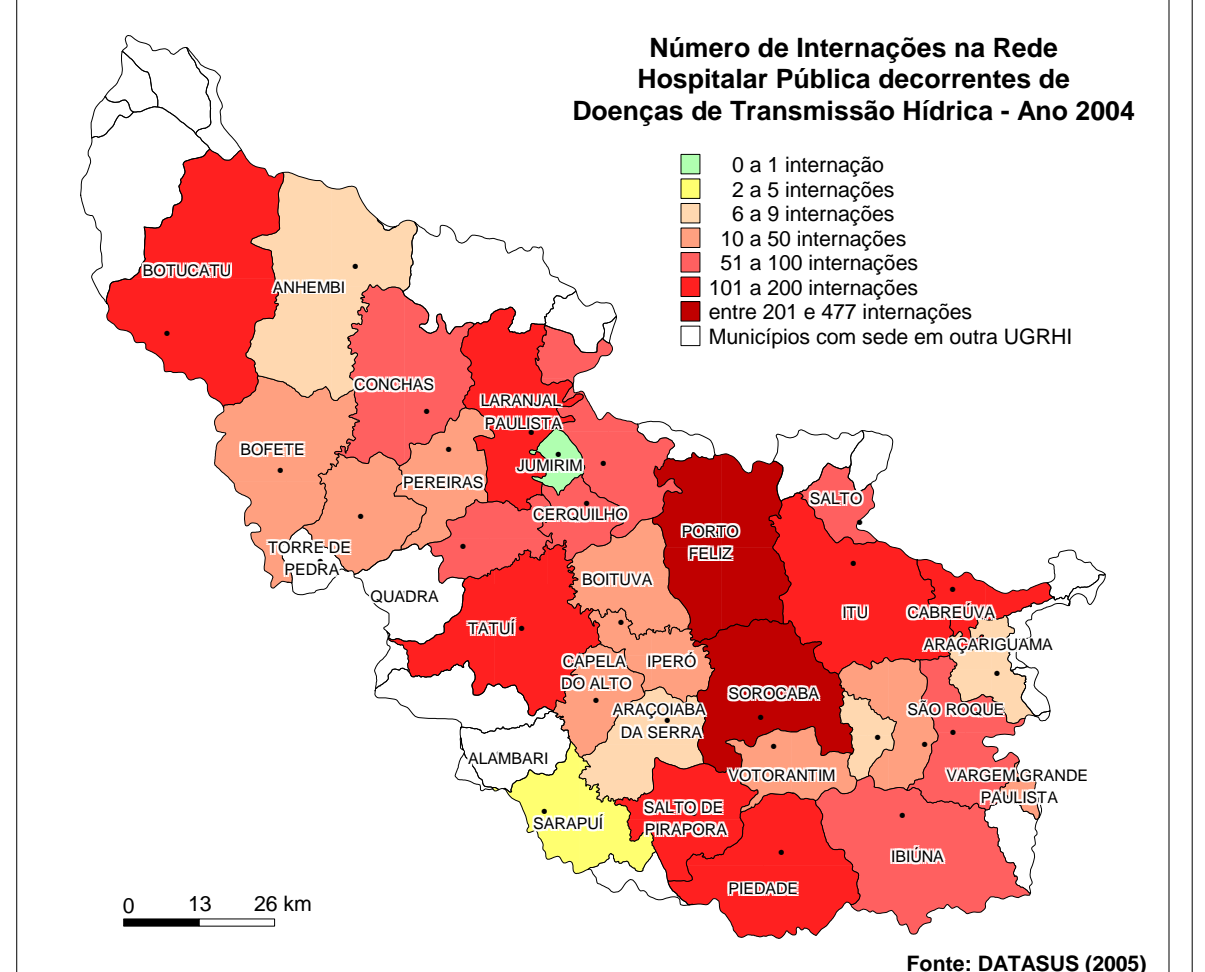 Número de Internações na Rede
Hospitalar Pública decorrentes de
Doenças de Transmissão Hídrica - Ano 2004
0 a 1 internação
2 a 5 internações
6 a 9 internações
10 a 50 internações
51 a 100 internações
101 a 200 internações
entre 201 e 477 internações
Municípios com sede em outra UGRHI
BOTUCATU
ANHEMBI
CONCHAS
LARANJAL
PAULISTA
BOFETE
JUMIRIM
PEREIRAS
SALTO
CERQUILHO
PORTO
FELIZ
TORRE DE
PEDRA
BOITUVA
QUADRA
ITU
CABREÚVA
TATUÍ
ARAÇARIGUAMA
CAPELA
DO ALTO
IPERÓ
SOROCABA
ARAÇOIABA
DA SERRA
SÃO ROQUE
ALAMBARI
VOTORANTIM
VARGEM GRANDE
PAULISTA
SALTO DE
PIRAPORA
SARAPUÍ
IBIÚNA
PIEDADE
0 13 26 km
Fonte: DATASUS (2005)